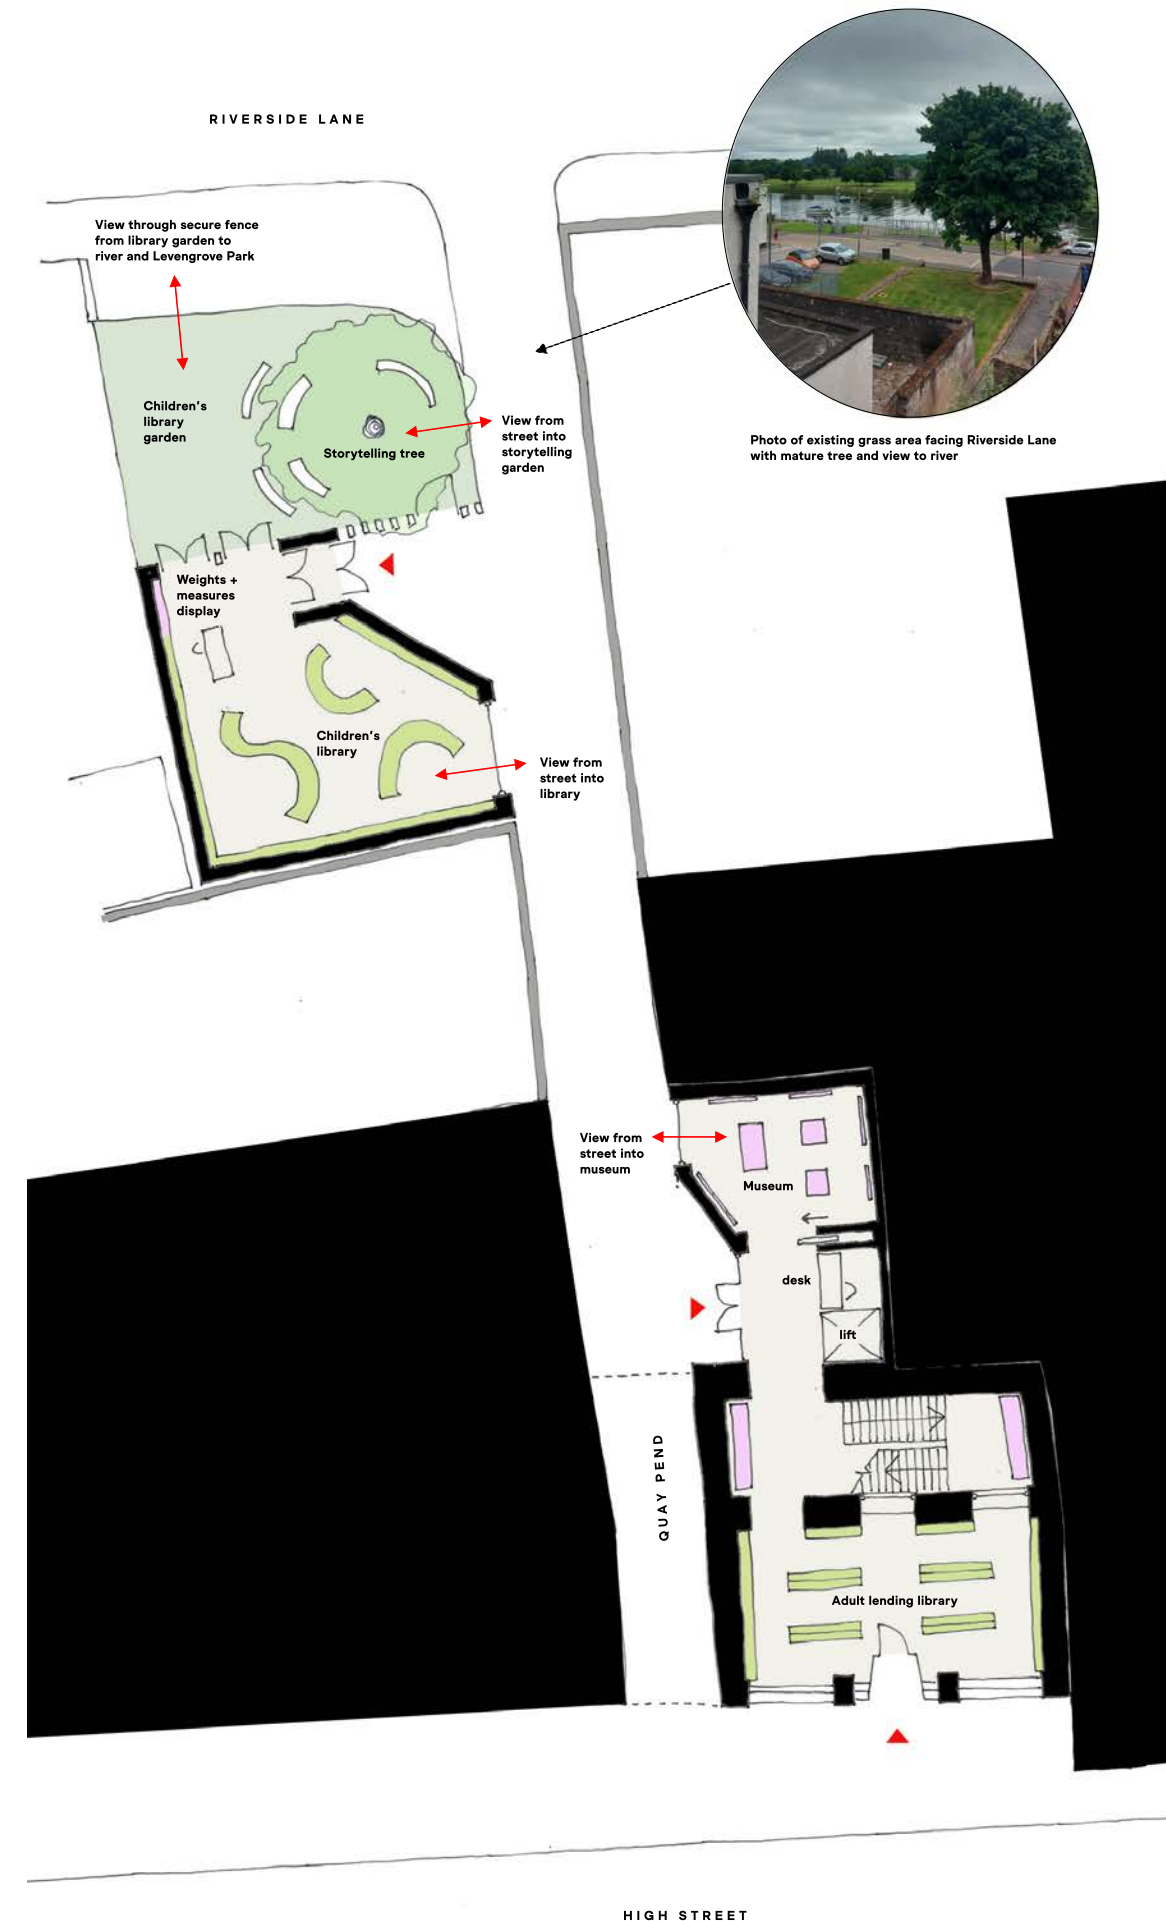 RIVERSIDE LANE
View through secure fence
from library garden to
river and Levengrove Park
Children's
library
garden
Storytelling tree
View from
street into
storytelling
garden
Photo of existing grass area facing Riverside Lane
with mature tree and view to river
Weights +
measures
display
Children's
library
View from
street into
library
View from
street into
museum
Museum
desk
lift
QUAY PEND
Adult lending library
HIGH STREET